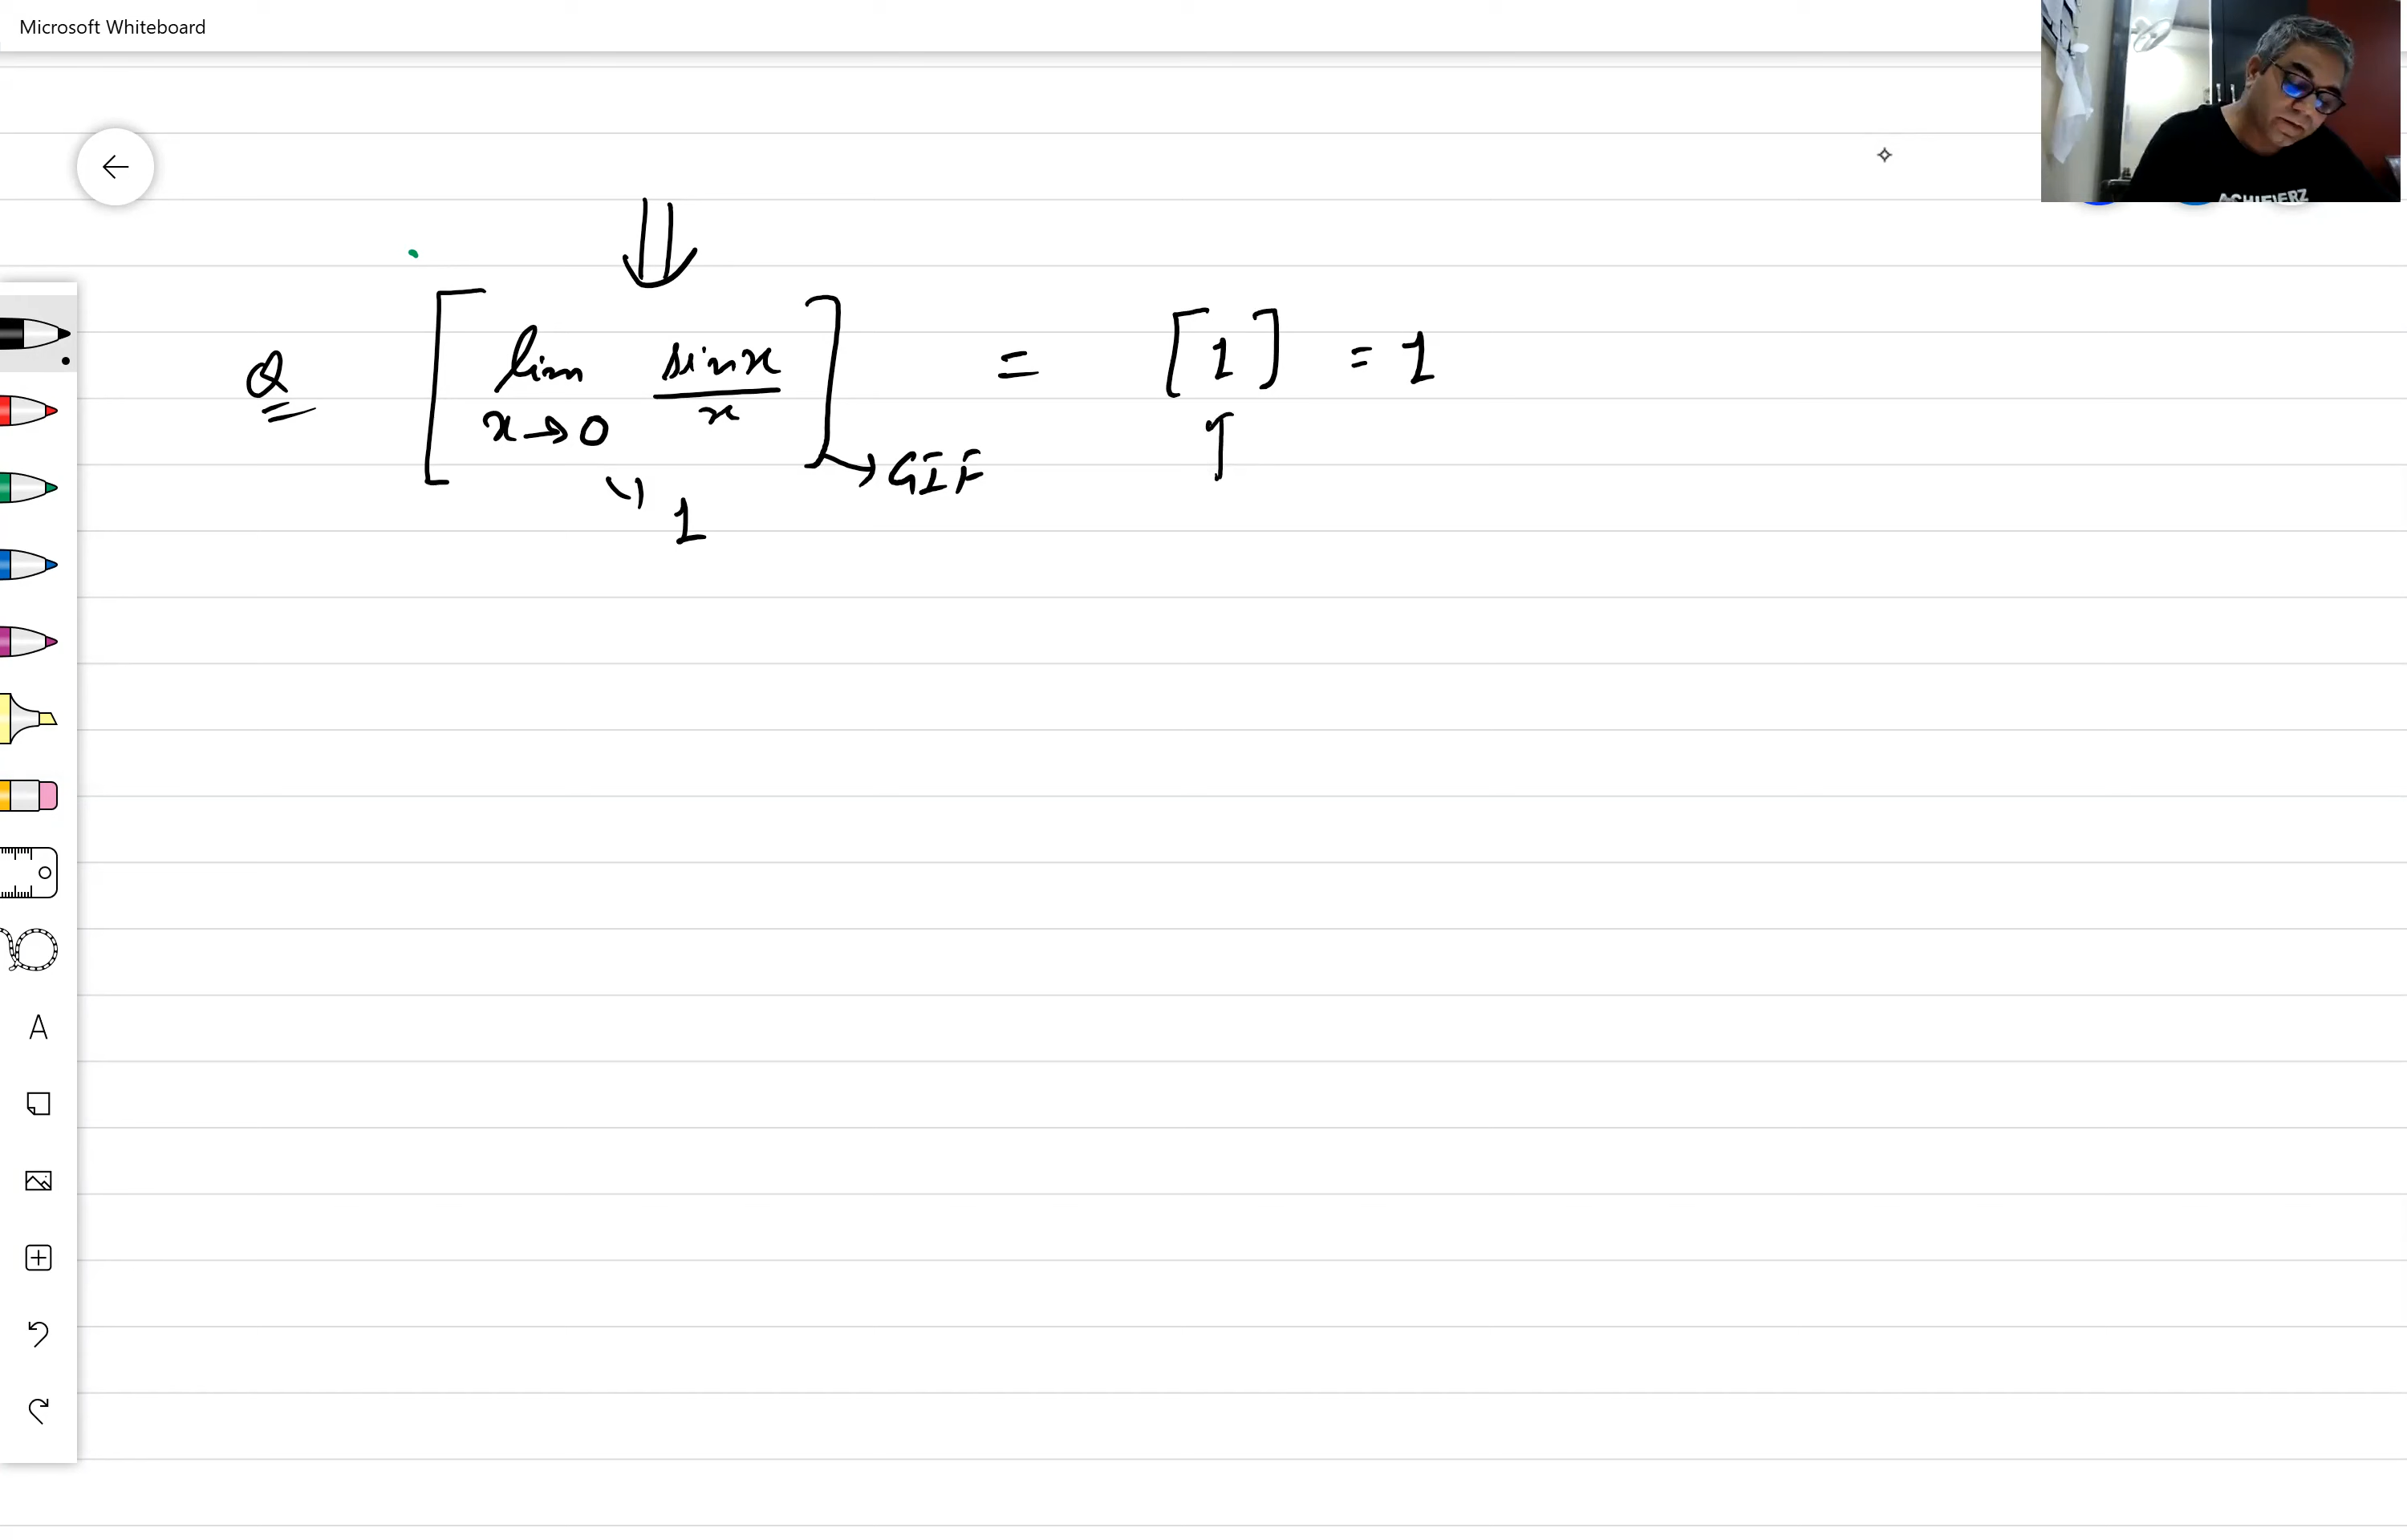 Microsoft Whiteboard
ACHIEVERZ
Q [ lim x→0 sinx/x ] → GIF = [1] = 1
" 1
↑
A